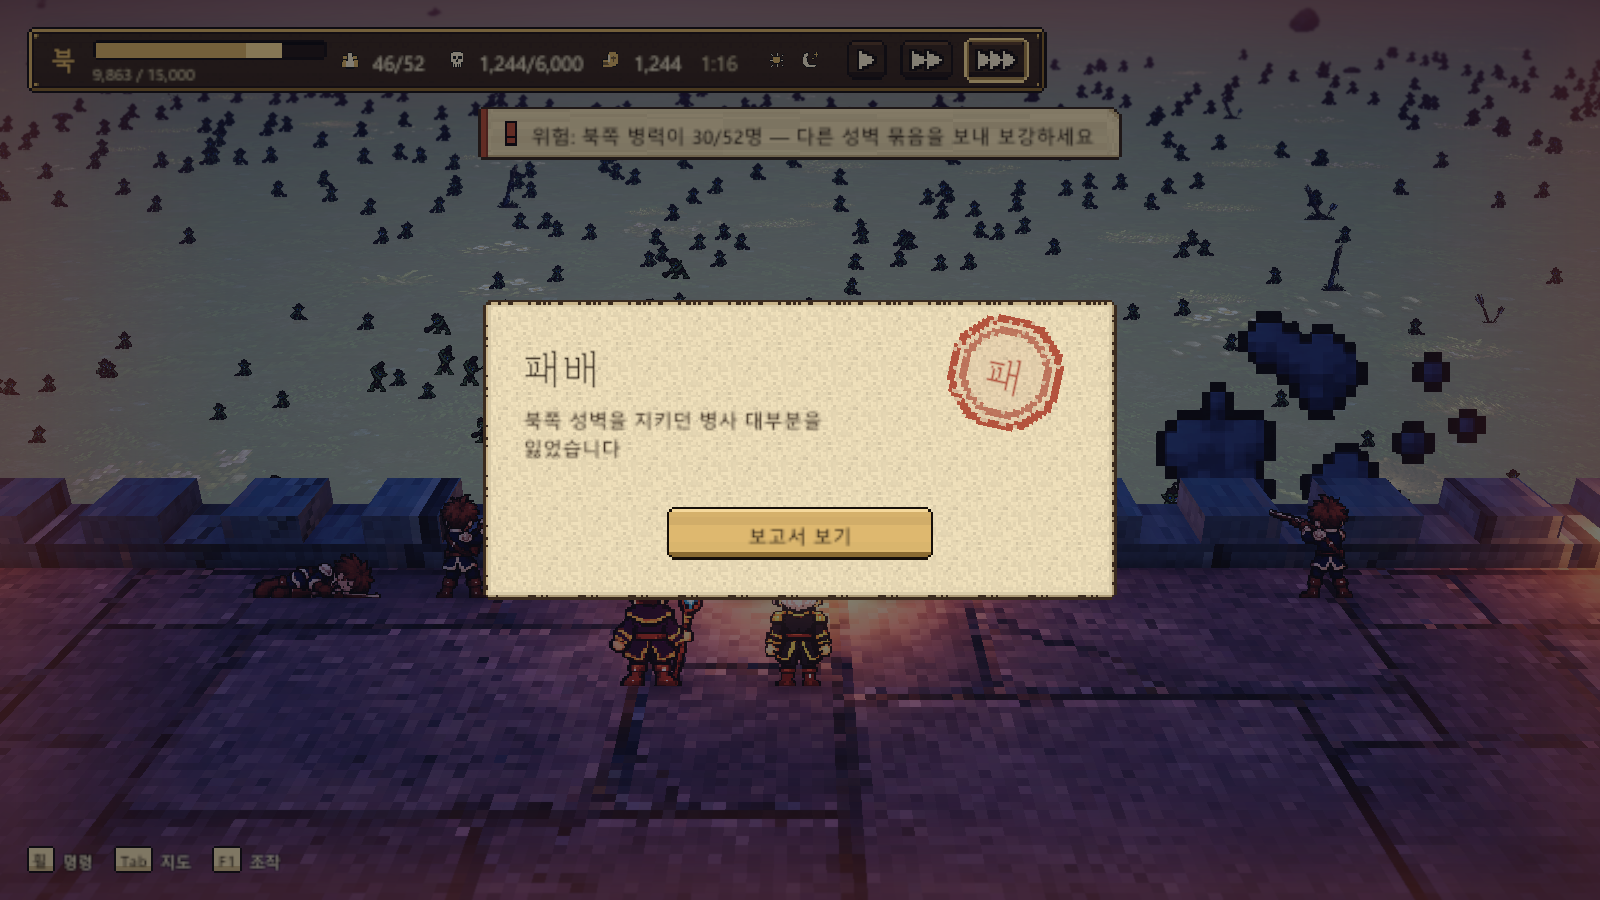 북
9,863 / 15,000
46/52
1,244/6,000
1,244
1:16
위험: 북쪽 병력이 30/52명 — 다른 성벽 묶음을 보내 보강하세요
패배
패
북쪽 성벽을 지키던 병사 대부분을
잃었습니다
보고서 보기
휠 명령
Tab 지도
F1 조작